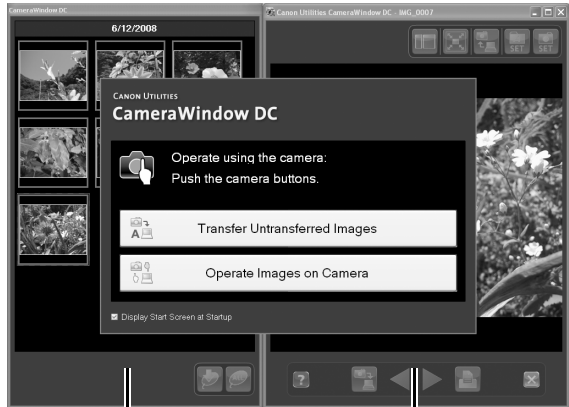 CameraWindow DC
Canon Utilities CameraWindow DC - IMG_0007
6/12/2008
SET
SET
CANON UTILITIES
CameraWindow DC
Operate using the camera:
Push the camera buttons.
A
Transfer Untransferred Images
Operate Images on Camera
Display Start Screen at Startup
?